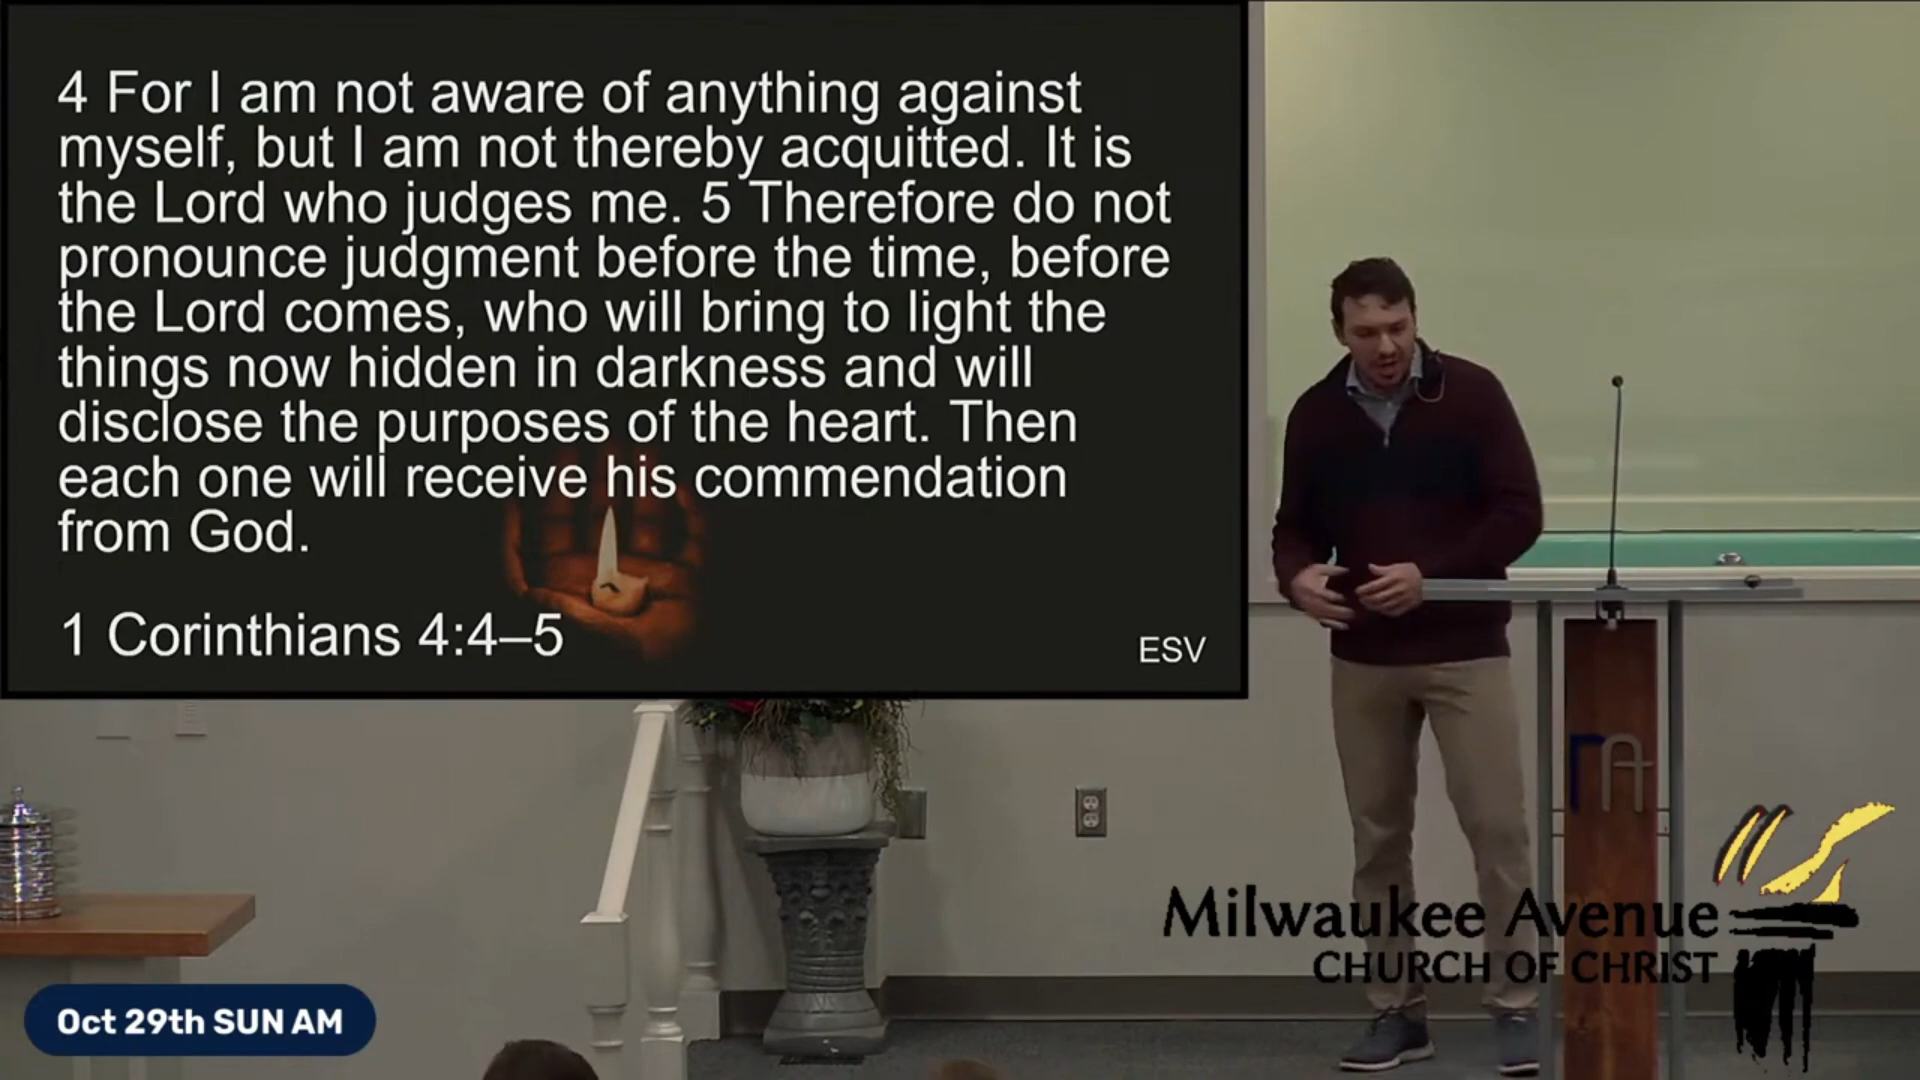 4 For I am not aware of anything against
myself, but I am not thereby acquitted. It is
the Lord who judges me. 5 Therefore do not
pronounce judgment before the time, before
the Lord comes, who will bring to light the
things now hidden in darkness and will
disclose the purposes of the heart. Then
each one will receive his commendation
from God.
1 Corinthians 4:4–5
ESV
Milwaukee Avenue
CHURCH OF CHRIST
Oct 29th SUN AM